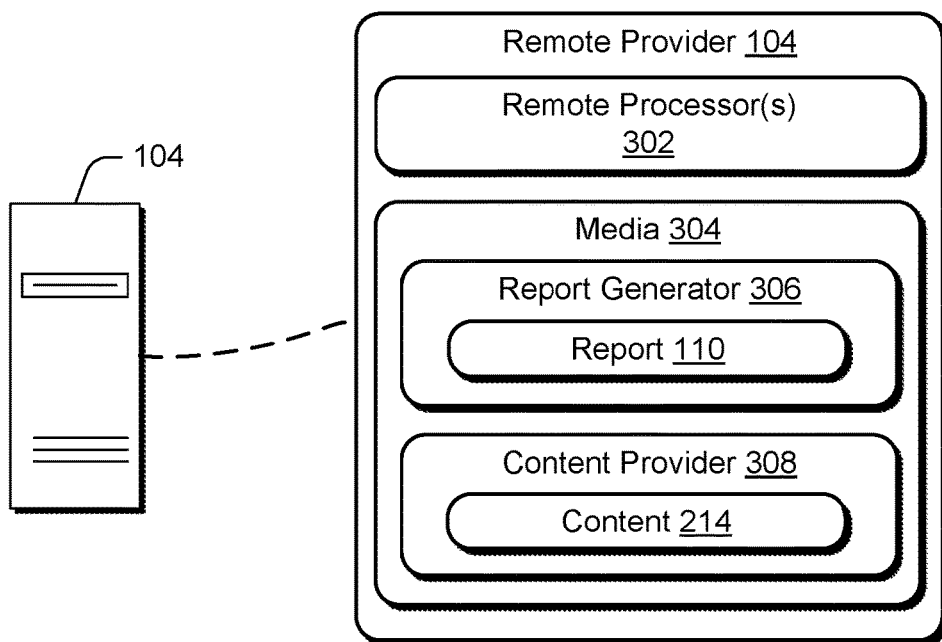 Remote Provider 104
Remote Processor(s)
302
104
Media 304
Report Generator 306
Report 110
Content Provider 308
Content 214